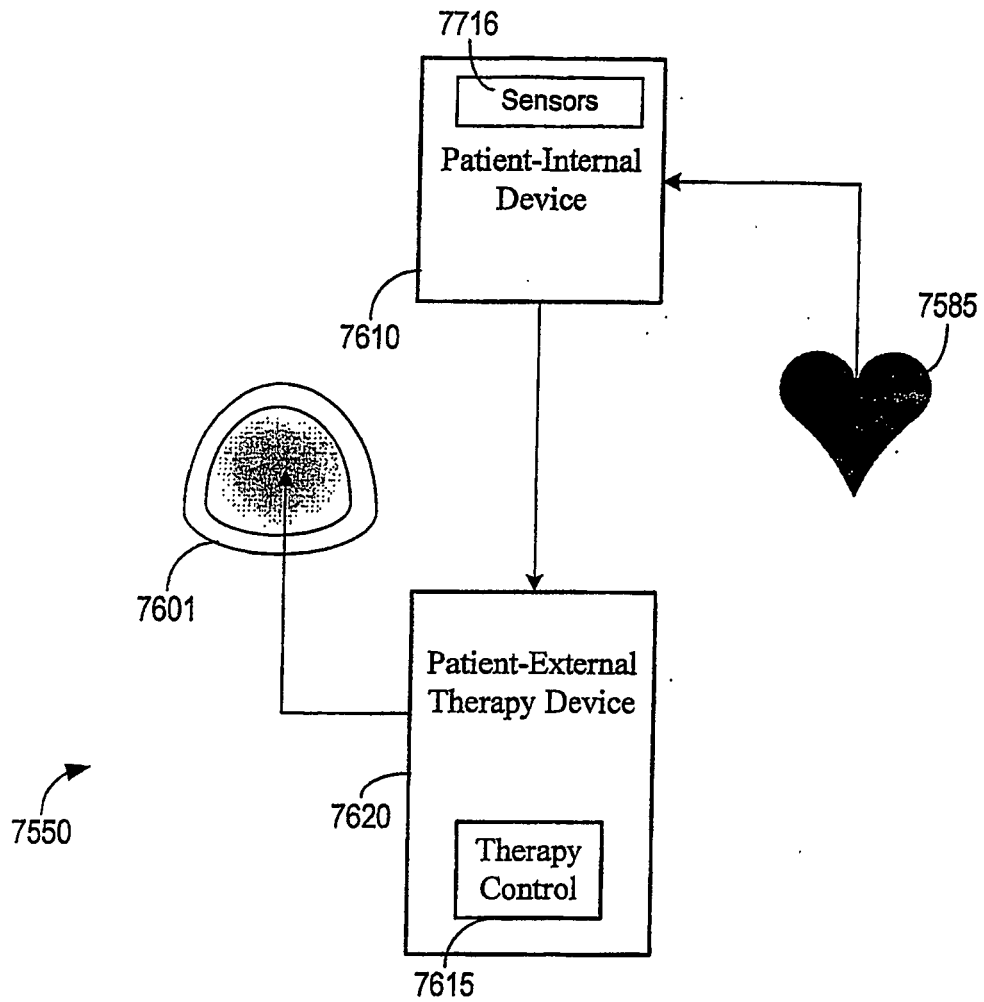 7716
Sensors
Patient-Internal
Device
7610
7585
7601
Patient-External
Therapy Device
7550
7620
Therapy
Control
7615